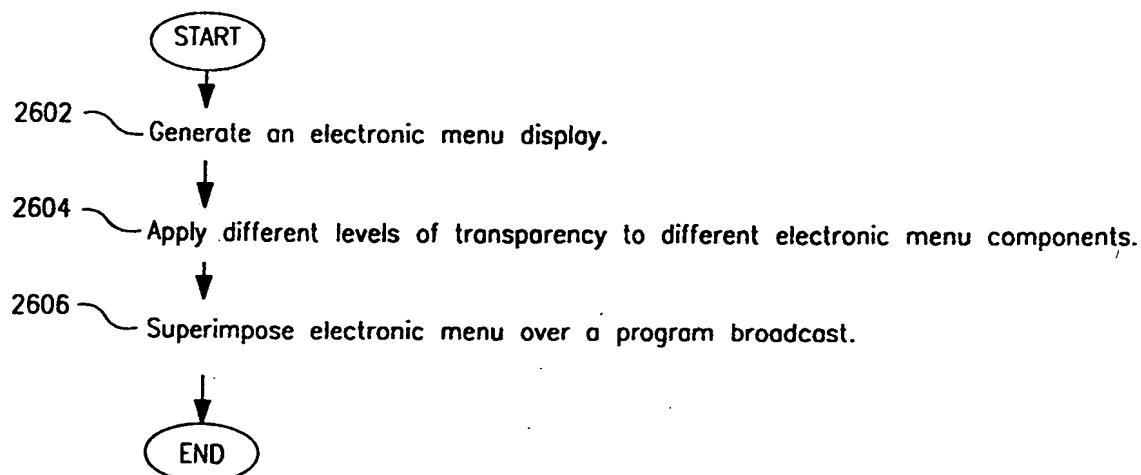 START
2602
Generate an electronic menu display.
2604
Apply different levels of transparency to different electronic menu components.
2606
Superimpose electronic menu over a program broadcast.
END